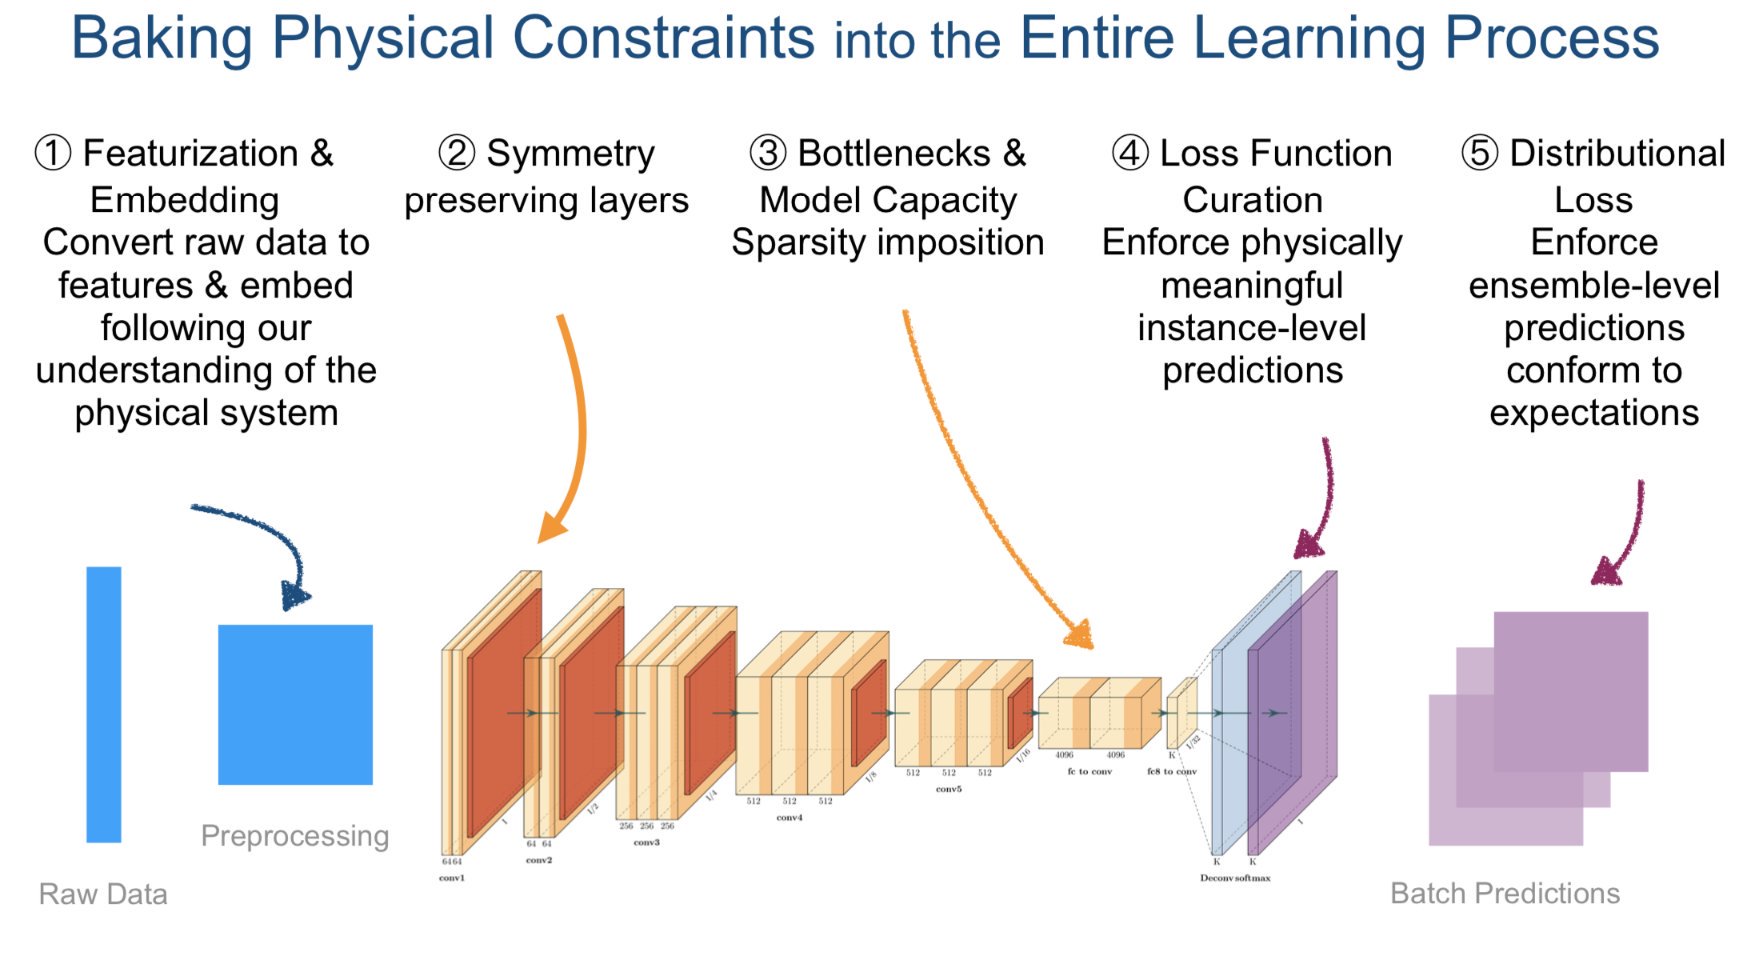 Baking Physical Constraints into the Entire Learning Process
① Featurization &
Embedding
Convert raw data to
features & embed
following our
understanding of the
physical system
② Symmetry
preserving layers
③ Bottlenecks &
Model Capacity
Sparsity imposition
④ Loss Function
Curation
Enforce physically
meaningful
instance-level
predictions
⑤ Distributional
Loss
Enforce
ensemble-level
predictions
conform to
expectations
Raw Data
Preprocessing
64 64
1
conv1
64 64
1/2
conv2
256 256 256
1/4
conv3
512 512 512
1/8
conv4
512 512 512
1/16
conv5
4096 4096
fc to conv
K
1/32
fc8 to conv
K
Deconv
K
1
softmax
Batch Predictions